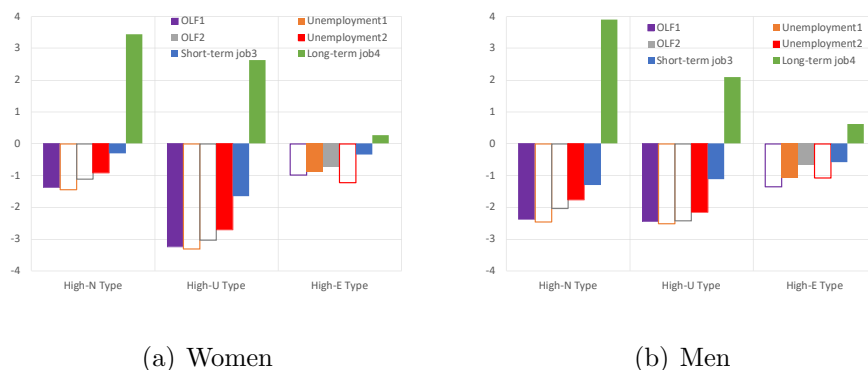 4
3
2
1
0
-1
-2
-3
-4
OLF1
Unemployment1
OLF2
Unemployment2
Short-term job3
Long-term job4
High-N Type
High-U Type
High-E Type
(a) Women
4
3
2
1
0
-1
-2
-3
-4
OLF1
Unemployment1
OLF2
Unemployment2
Short-term job3
Long-term job4
High-N Type
High-U Type
High-E Type
(b) Men